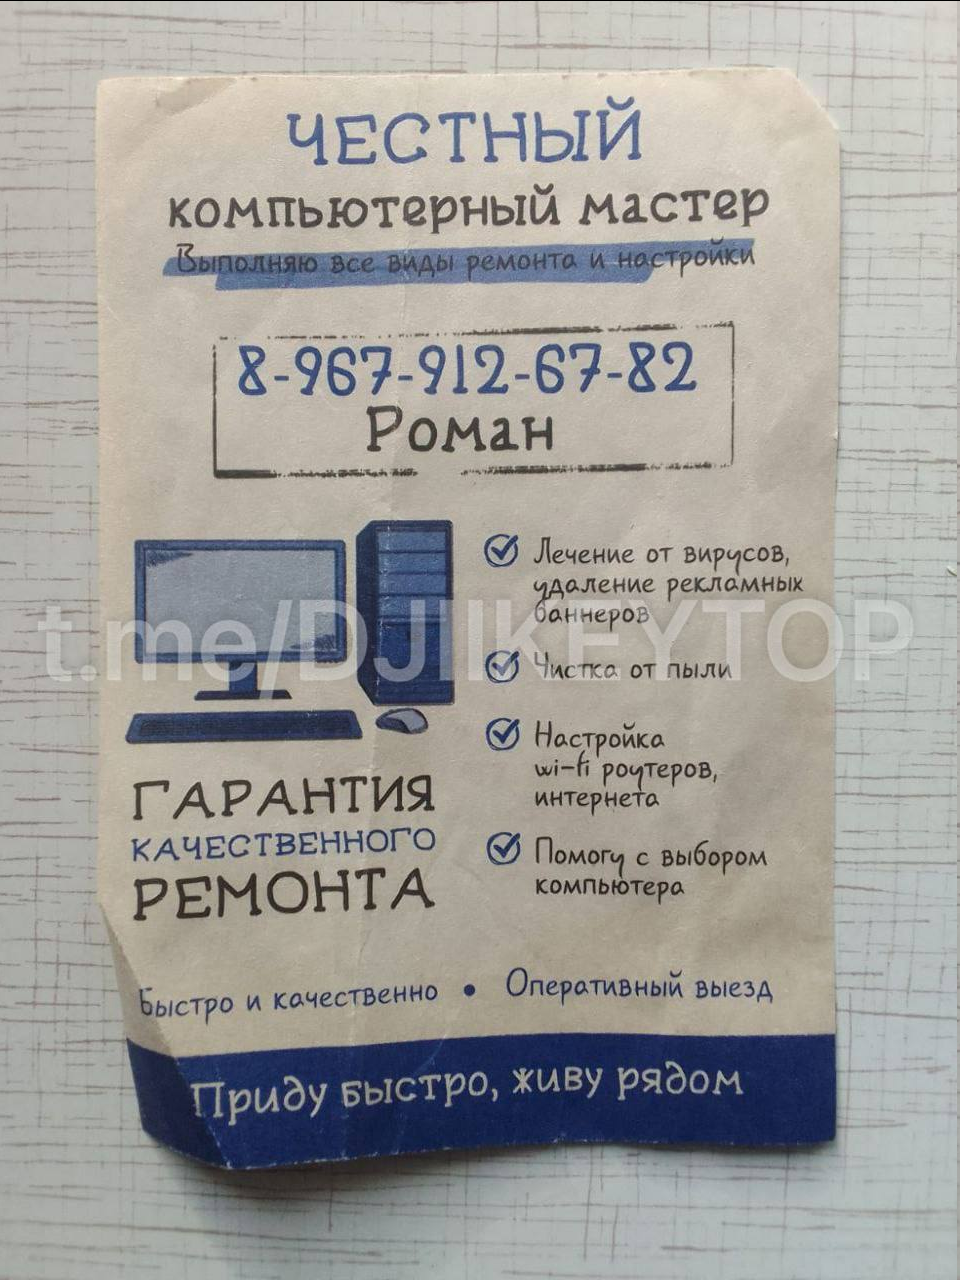 ЧЕСТНЫЙ
компьютерный мастер
Выполняю все виды ремонта и настройки
8-967-912-67-82
Роман
Лечение от вирусов,
удаление рекламных
баннеров
Чистка от пыли
Настройка
wi-fi роутеров,
интернета
Помогу с выбором
компьютера
t.me/DJIIKEYTOP
ГАРАНТИЯ
КАЧЕСТВЕННОГО
РЕМОНТА
Быстро и качественно • Оперативный выезд
Приду быстро, живу рядом